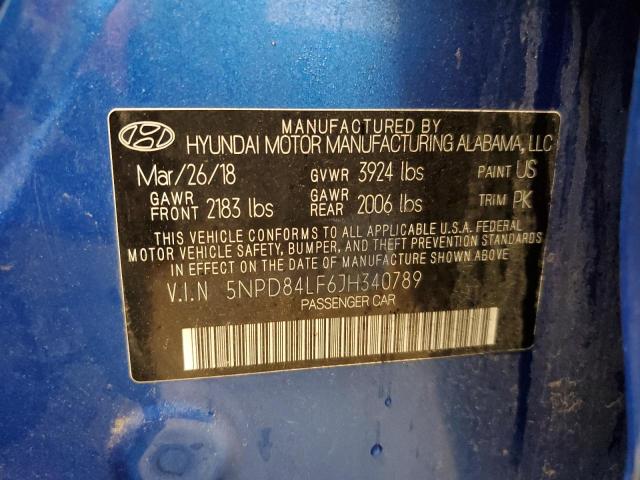 MANUFACTURED BY
HYUNDAI MOTOR MANUFACTURING ALABAMA, LLC
Mar/26/18 GVWR 3924 lbs PAINT US
GAWR FRONT 2183 lbs GAWR REAR 2006 lbs TRIM PK
THIS VEHICLE CONFORMS TO ALL APPLICABLE U.S.A. FEDERAL
MOTOR VEHICLE SAFETY, BUMPER, AND THEFT PREVENTION STANDARDS
IN EFFECT ON THE DATE OF MANUFACTURE SHOWN ABOVE
V.I.N 5NPD84LF6JH340789
PASSENGER CAR